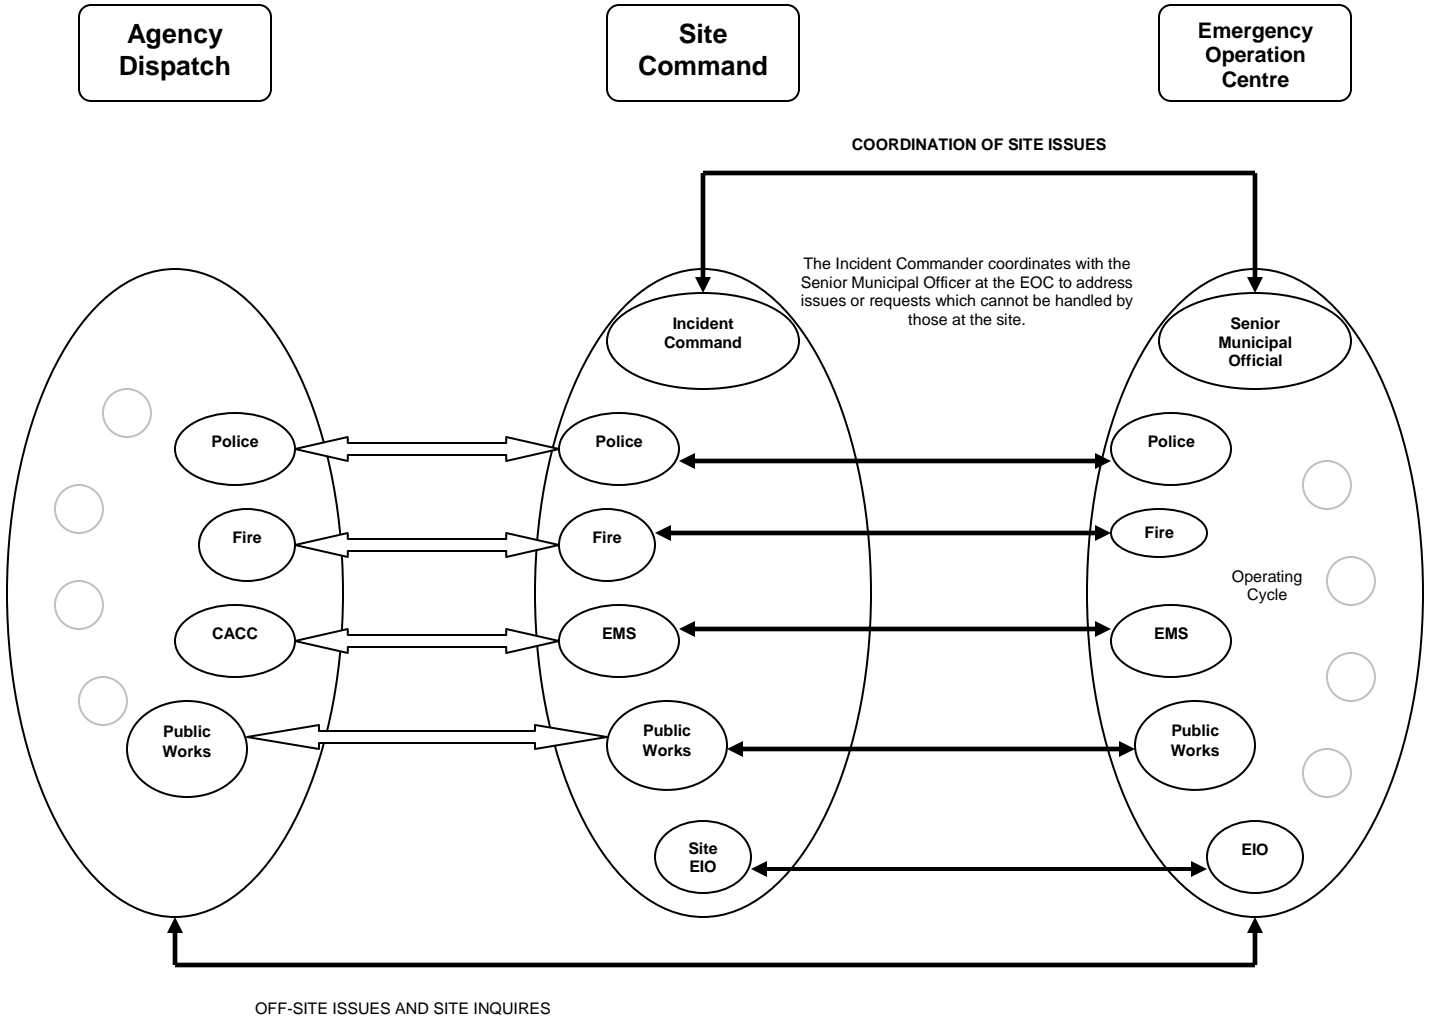 Agency
Dispatch
Site
Command
Emergency
Operation
Centre
COORDINATION OF SITE ISSUES
The Incident Commander coordinates with the
Senior Municipal Officer at the EOC to address
issues or requests which cannot be handled by
those at the site.
Incident
Command
Senior
Municipal
Official
Police
Police
Police
Fire
Fire
Fire
Operating
Cycle
CACC
EMS
EMS
Public
Works
Public
Works
Public
Works
Site
EIO
EIO
OFF-SITE ISSUES AND SITE INQUIRES